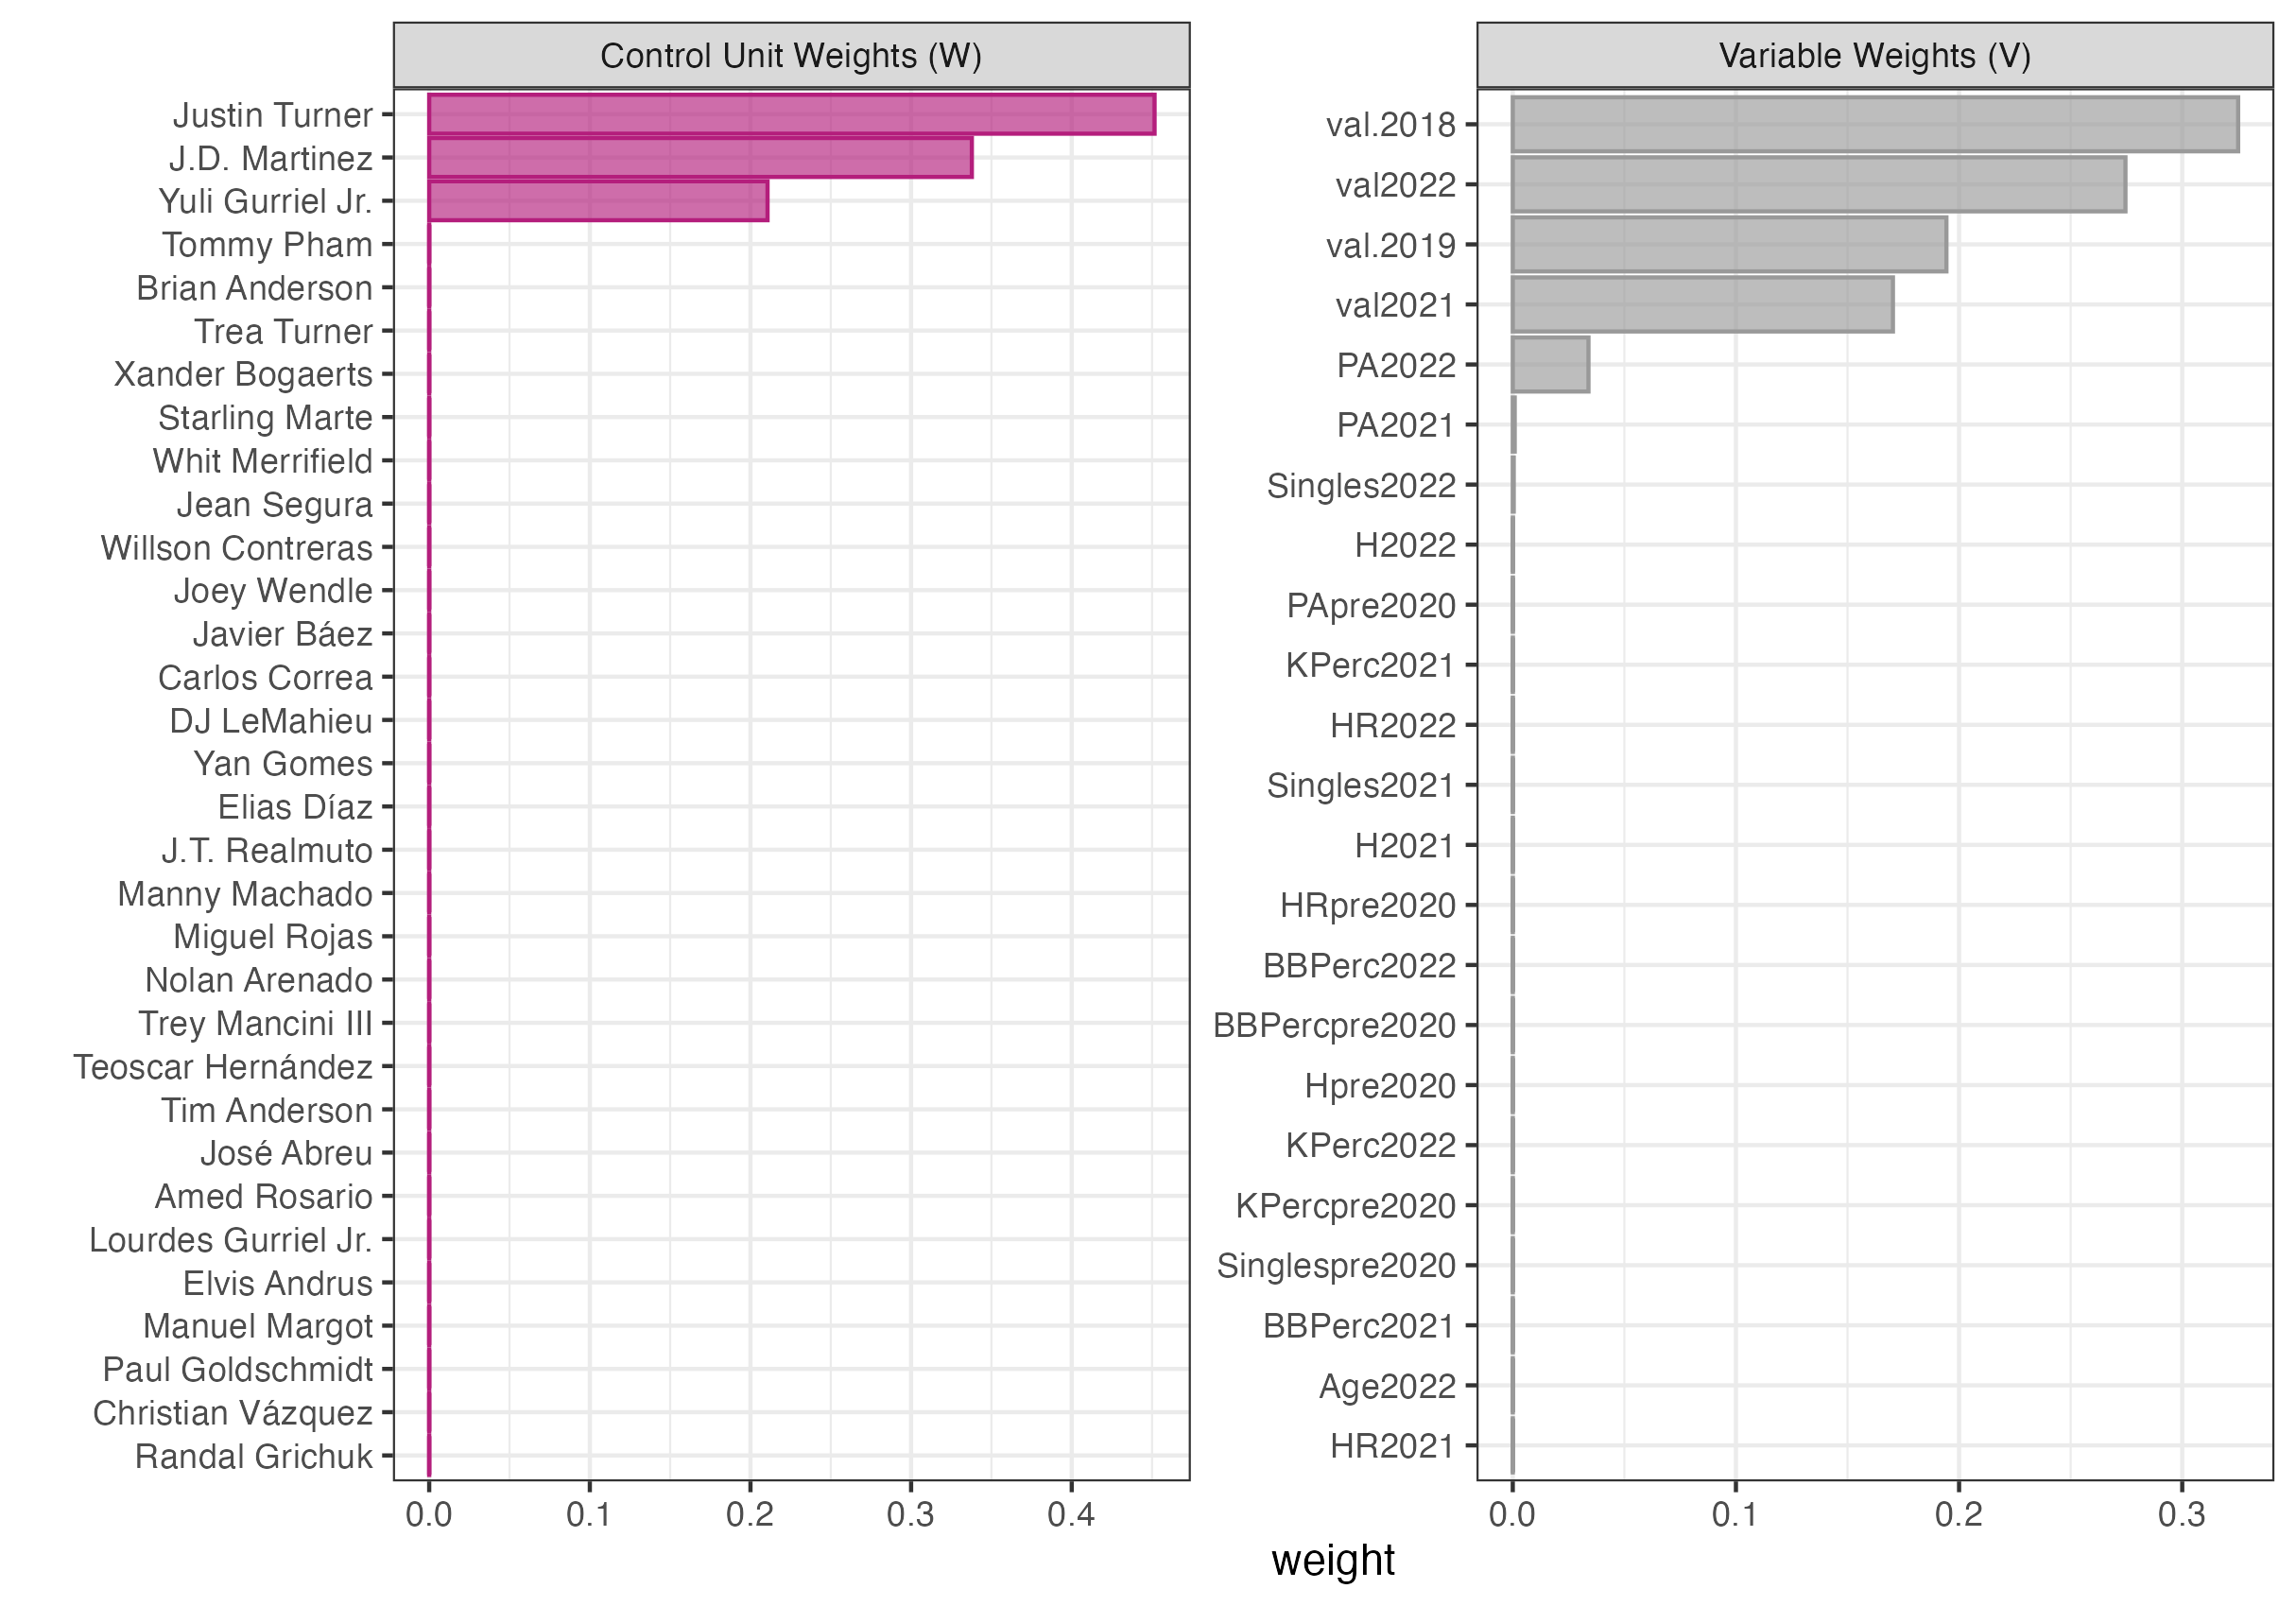 Control Unit Weights (W)
Justin Turner
J.D. Martinez
Yuli Gurriel Jr.
Tommy Pham
Brian Anderson
Trea Turner
Xander Bogaerts
Starling Marte
Whit Merrifield
Jean Segura
Willson Contreras
Joey Wendle
Javier Báez
Carlos Correa
DJ LeMahieu
Yan Gomes
Elias Díaz
J.T. Realmuto
Manny Machado
Miguel Rojas
Nolan Arenado
Trey Mancini III
Teoscar Hernández
Tim Anderson
José Abreu
Amed Rosario
Lourdes Gurriel Jr.
Elvis Andrus
Manuel Margot
Paul Goldschmidt
Christian Vázquez
Randal Grichuk
0.0 0.1 0.2 0.3 0.4
Variable Weights (V)
val.2018
val2022
val.2019
val2021
PA2022
PA2021
Singles2022
H2022
PApre2020
KPerc2021
HR2022
Singles2021
H2021
HRpre2020
BBPerc2022
BBPercpre2020
Hpre2020
KPerc2022
KPercpre2020
Singlespre2020
BBPerc2021
Age2022
HR2021
0.0 0.1 0.2 0.3
weight